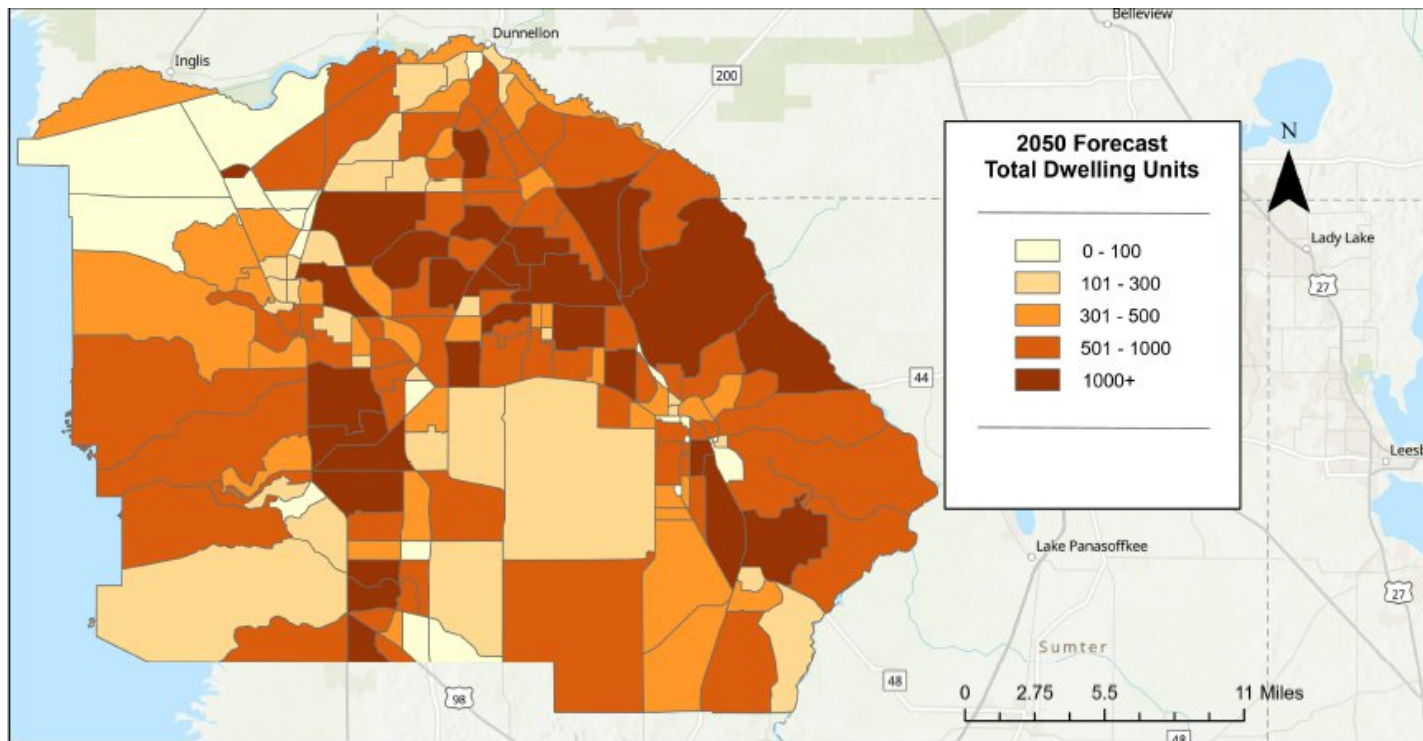 Belleview
Dunnellon
Inglis
200
2050 Forecast
Total Dwelling Units
N
0 - 100
101 - 300
301 - 500
501 - 1000
1000+
Lady Lake
27
44
Leesb
Lake Panasoffkee
27
Sumter
48
98
0 2.75 5.5 11 Miles
48